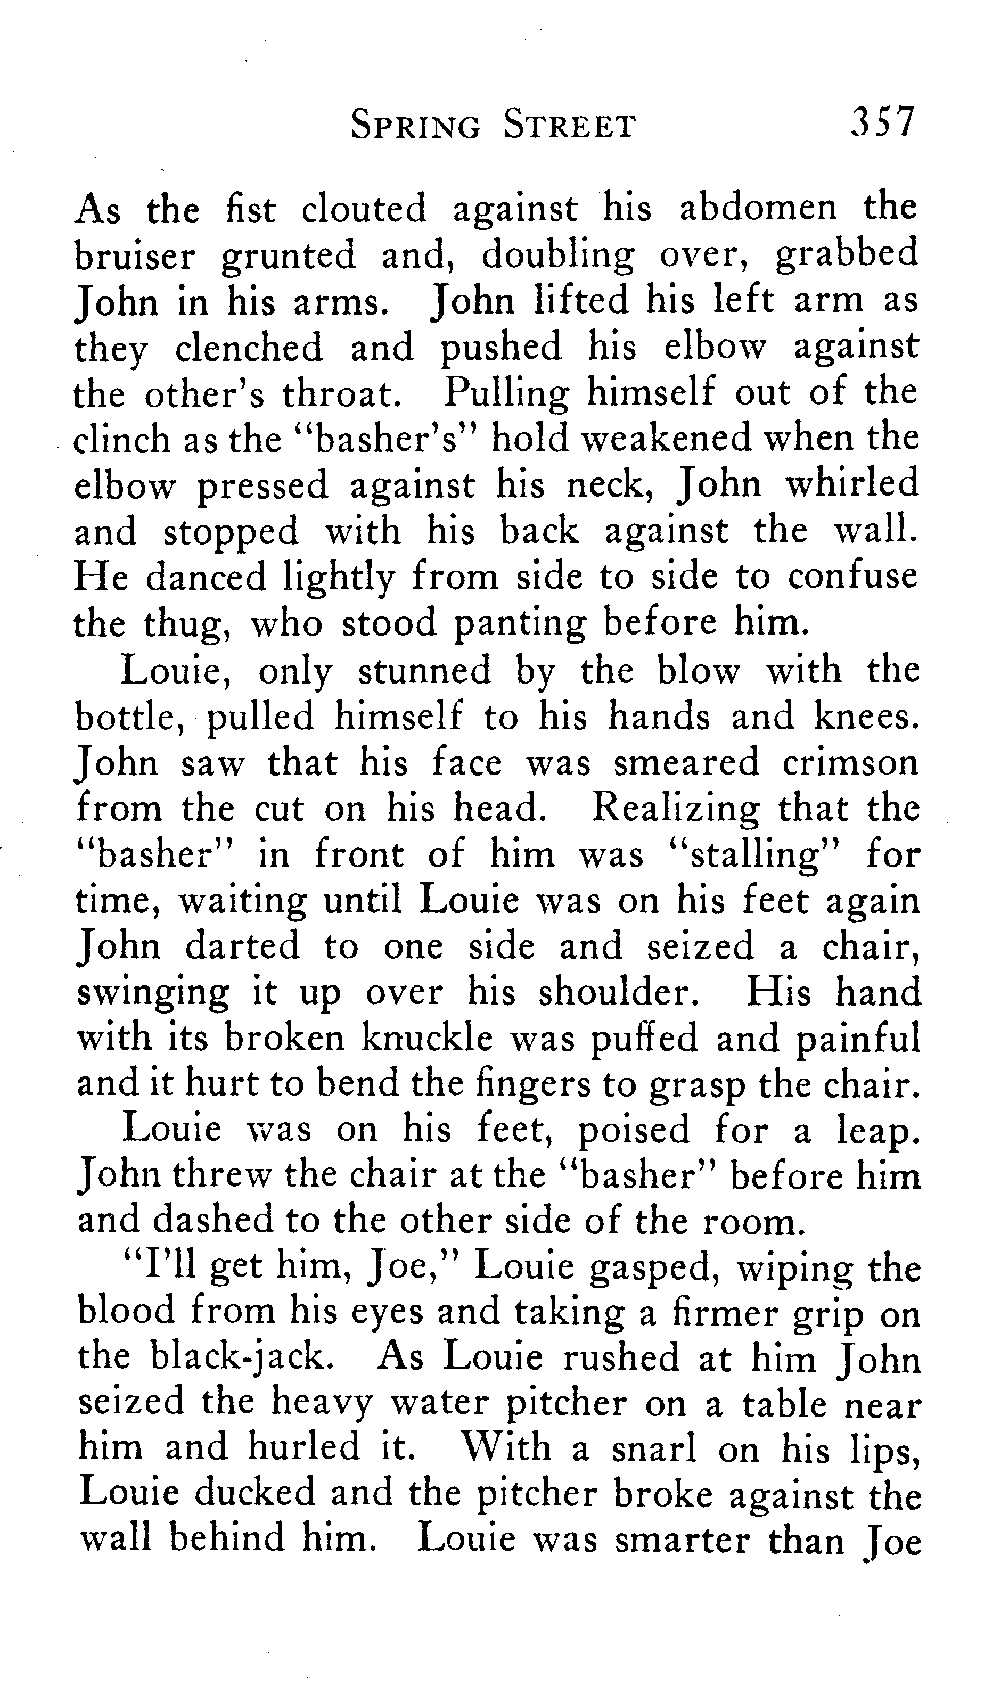 SPRING STREET 357
As the fist clouted against his abdomen the
bruiser grunted and, doubling over, grabbed
John in his arms. John lifted his left arm as
they clenched and pushed his elbow against
the other's throat. Pulling himself out of the
clinch as the "basher's" hold weakened when the
elbow pressed against his neck, John whirled
and stopped with his back against the wall.
He danced lightly from side to side to confuse
the thug, who stood panting before him.
Louie, only stunned by the blow with the
bottle, pulled himself to his hands and knees.
John saw that his face was smeared crimson
from the cut on his head. Realizing that the
"basher" in front of him was "stalling" for
time, waiting until Louie was on his feet again
John darted to one side and seized a chair,
swinging it up over his shoulder. His hand
with its broken knuckle was puffed and painful
and it hurt to bend the fingers to grasp the chair.
Louie was on his feet, poised for a leap.
John threw the chair at the "basher" before him
and dashed to the other side of the room.
"I'll get him, Joe," Louie gasped, wiping the
blood from his eyes and taking a firmer grip on
the black-jack. As Louie rushed at him John
seized the heavy water pitcher on a table near
him and hurled it. With a snarl on his lips,
Louie ducked and the pitcher broke against the
wall behind him. Louie was smarter than Joe